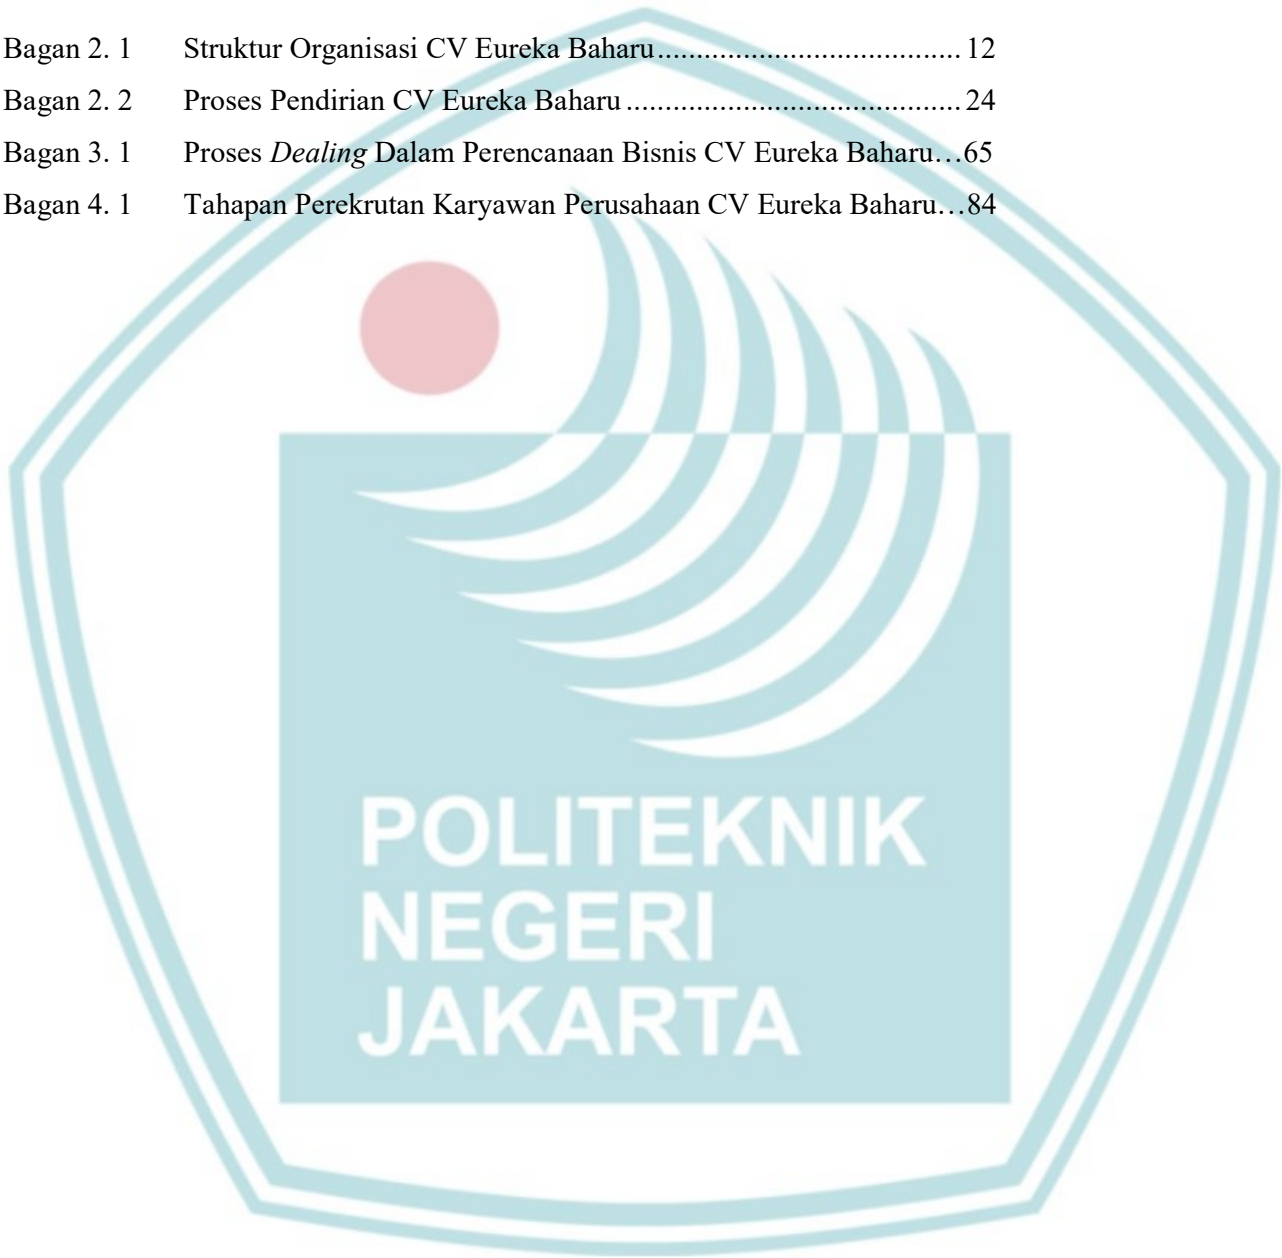 Bagan 2. 1 Struktur Organisasi CV Eureka Baharu....................................... 12
Bagan 2. 2 Proses Pendirian CV Eureka Baharu ........................................... 24
Bagan 3. 1 Proses Dealing Dalam Perencanaan Bisnis CV Eureka Baharu…65
Bagan 4. 1 Tahapan Perekrutan Karyawan Perusahaan CV Eureka Baharu…84
POLITEKNIK
NEGERI
JAKARTA